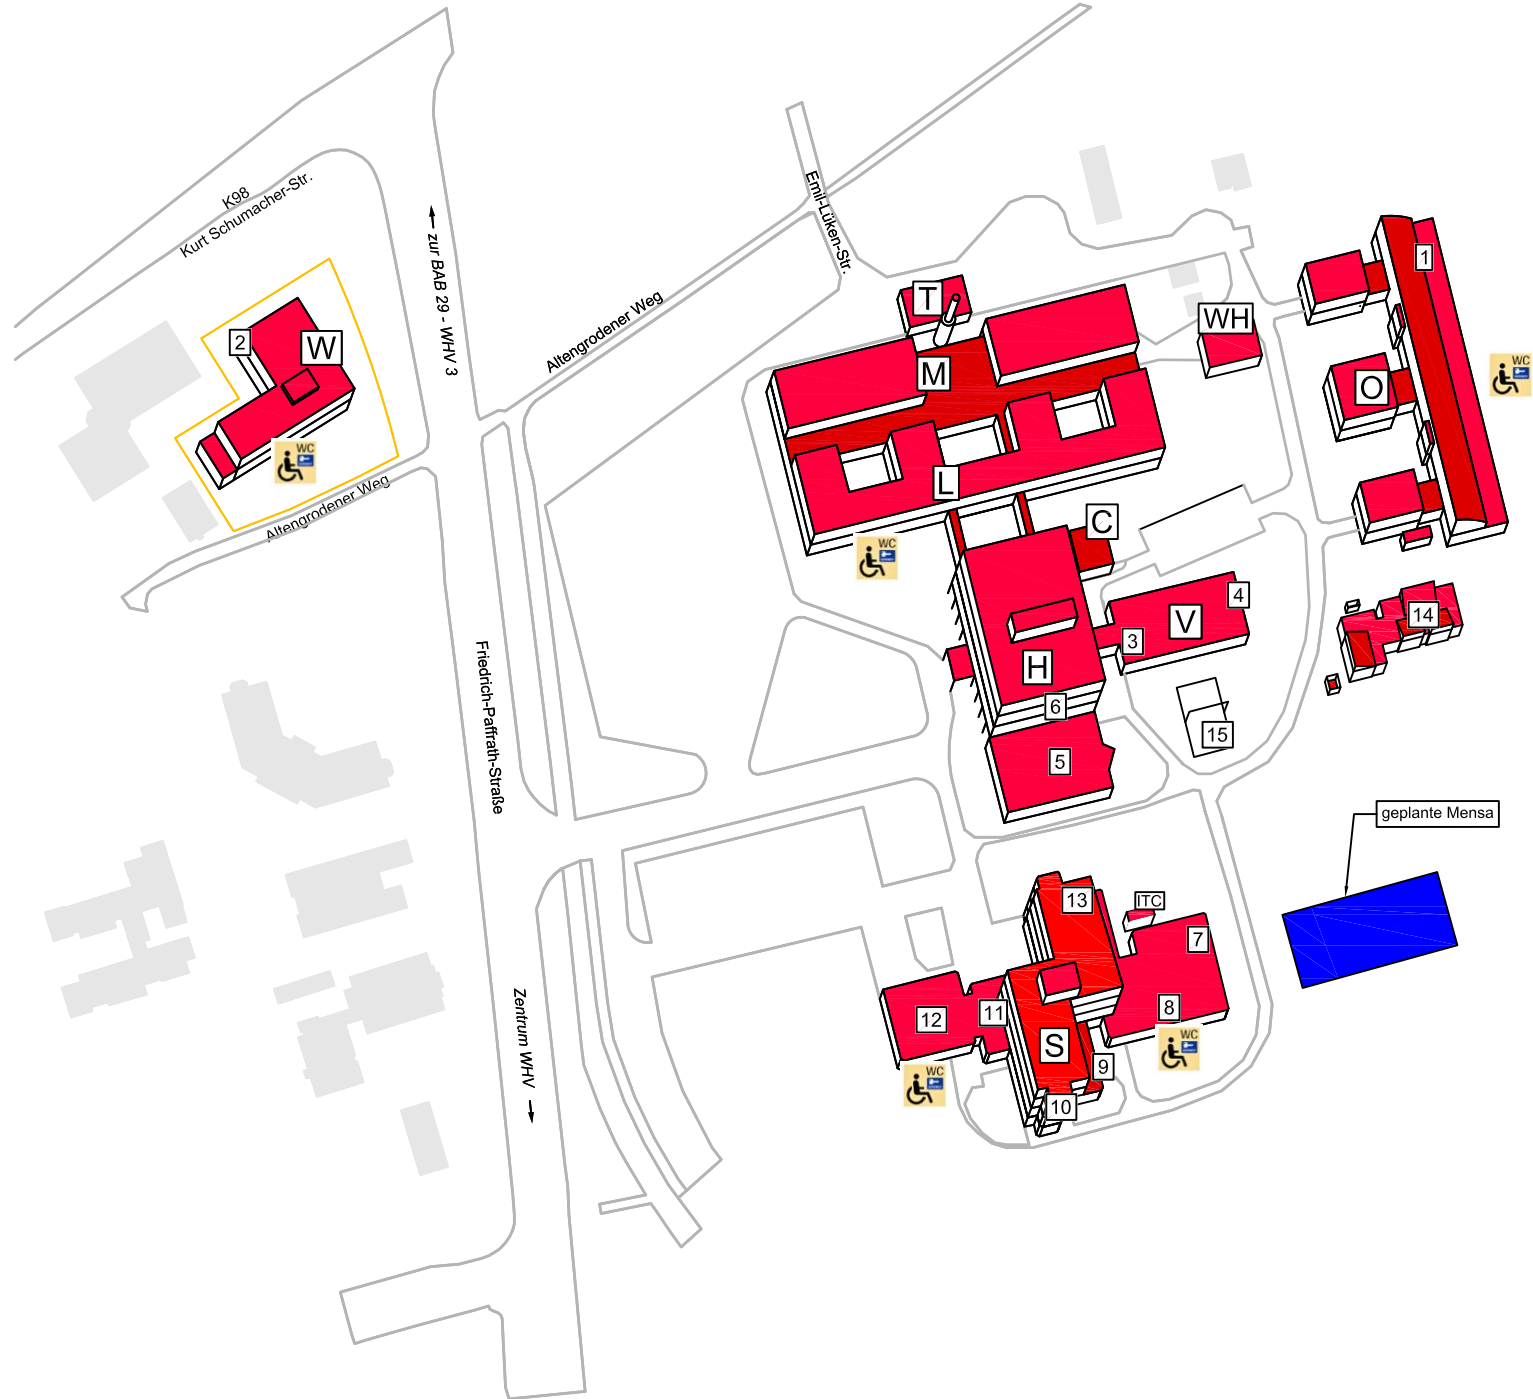 K98
Kurt Schumacher-Str.
zur BAB 29 - WHV 3
Altengrodener Weg
Emil-Lüken-Str.
1
T
WH
2
W
M
O
WC
WC
L
Altengrodener Weg
C
WC
4
V
3
14
H
6
15
5
Friedrich-Paffrath-Straße
geplante Mensa
13
ITC
7
8
11
12
S
WC
9
WC
10
Zentrum WHV